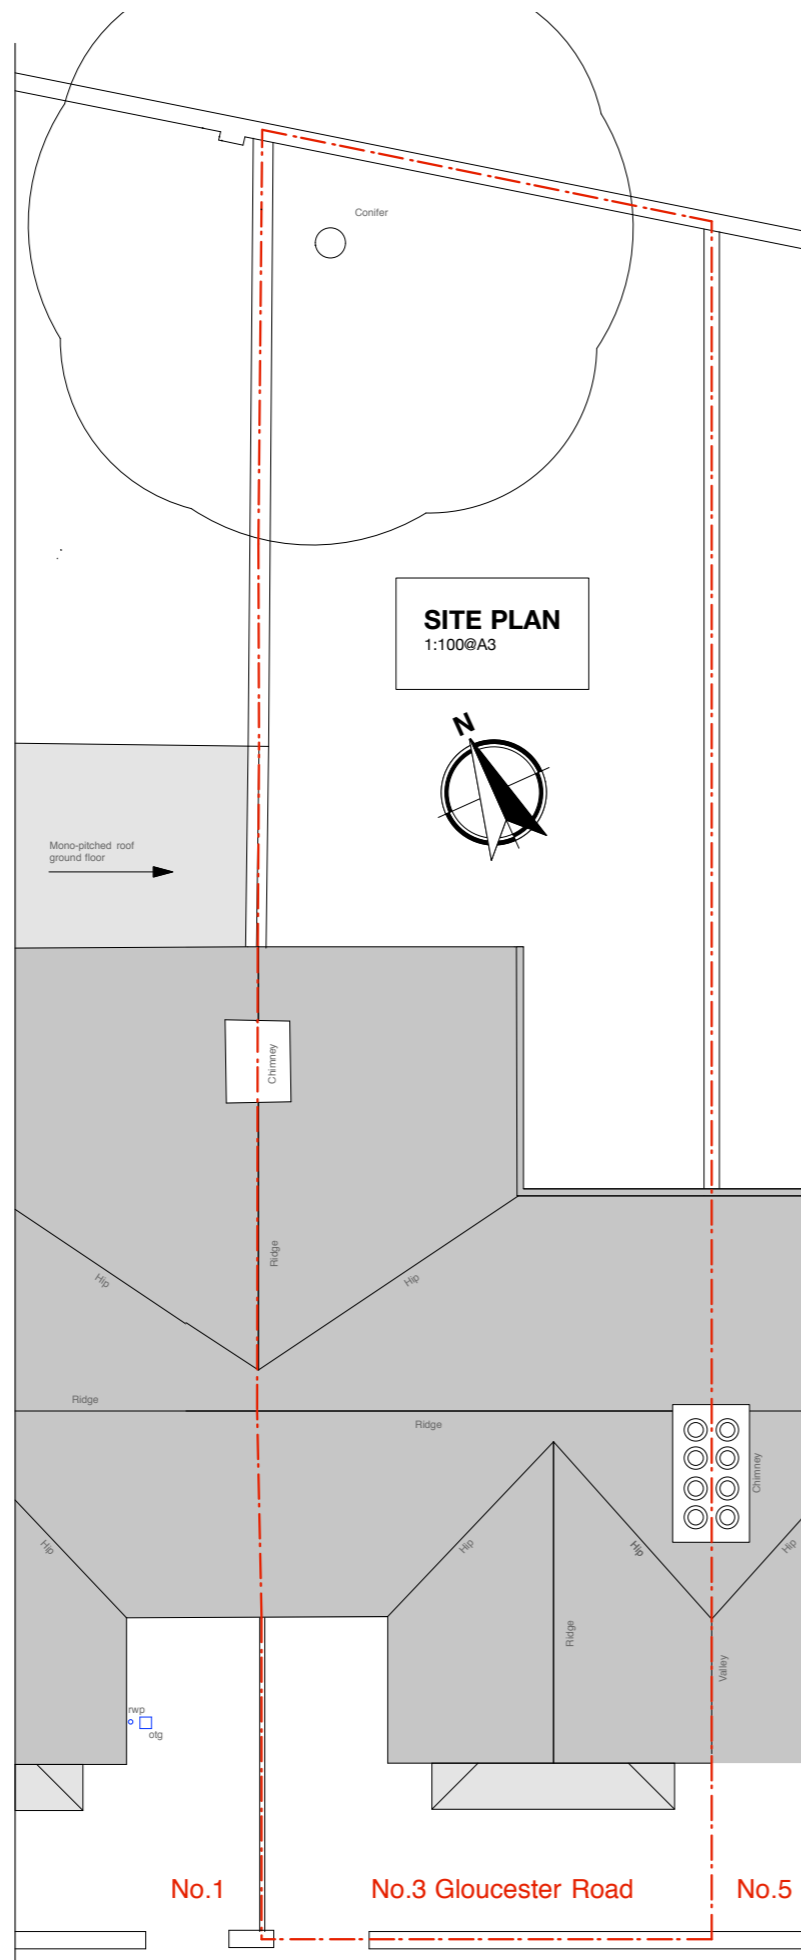 Conifer
SITE PLAN
1:100@A3
N
Mono-pitched roof
ground floor
Chimney
Ridge
Hip
Hip
Ridge
Ridge
Chimney
Hip
Hip
Hip
Hip
Ridge
Valley
rwp
otg
No.1
No.3 Gloucester Road
No.5